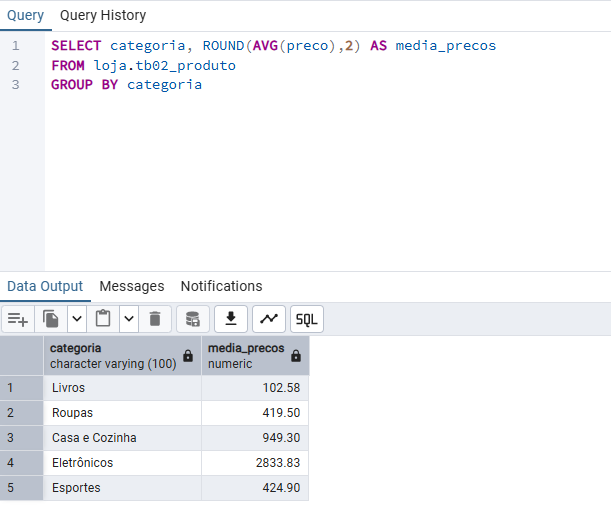 Query Query History
1 SELECT categoria, ROUND(AVG(preco),2) AS media_precos
2 FROM loja.tb02_produto
3 GROUP BY categoria
Data Output Messages Notifications
SQL
categoria media_precos
character varying (100) numeric
1 Livros 102.58
2 Roupas 419.50
3 Casa e Cozinha 949.30
4 Eletrônicos 2833.83
5 Esportes 424.90